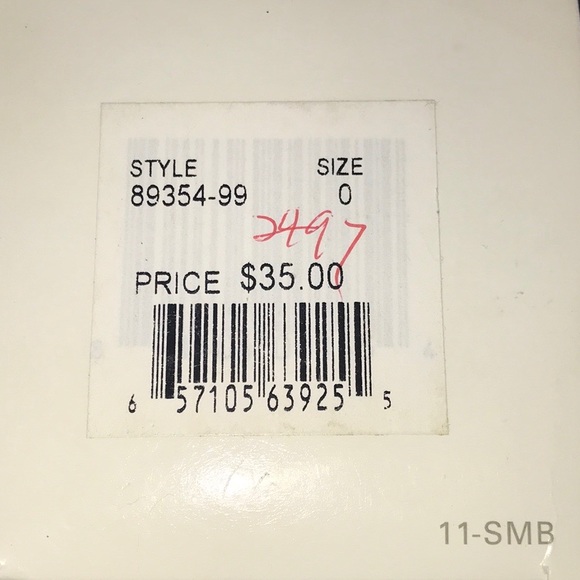 STYLE SIZE
89354-99 0
2497
PRICE $35.00
6 57105 63925 5
11-SMB